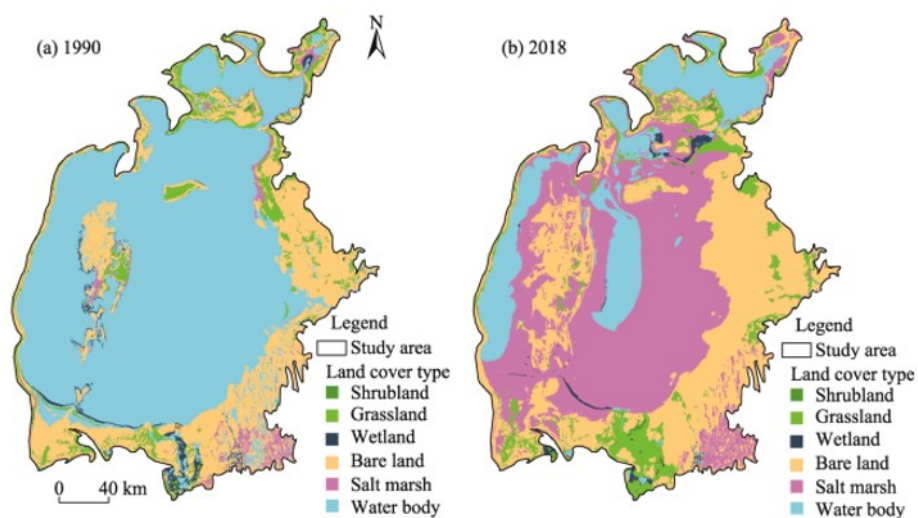 (a) 1990
N
(b) 2018
Legend
Study area
Land cover type
Shrubland
Grassland
Wetland
Bare land
Salt marsh
Water body
0 40 km
Legend
Study area
Land cover type
Shrubland
Grassland
Wetland
Bare land
Salt marsh
Water body